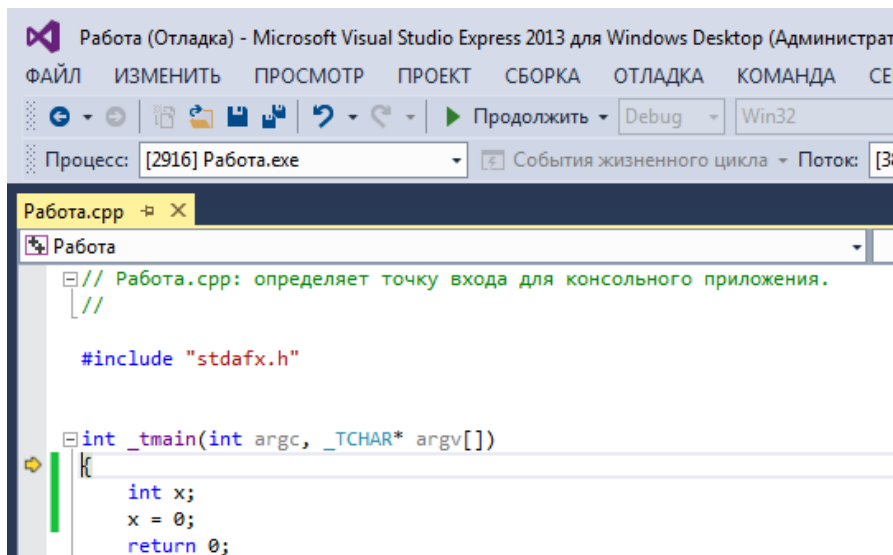 Работа (Отладка) - Microsoft Visual Studio Express 2013 для Windows Desktop (Администрат
ФАЙЛ ИЗМЕНИТЬ ПРОСМОТР ПРОЕКТ СБОРКА ОТЛАДКА КОМАНДА СЕ
Продолжить Debug Win32
Процесс: [2916] Работа.exe События жизненного цикла Поток: [38
Работа.cpp
Работа
// Работа.cpp: определяет точку входа для консольного приложения.
//
#include "stdafx.h"
int _tmain(int argc, _TCHAR* argv[])
{
int x;
x = 0;
return 0;